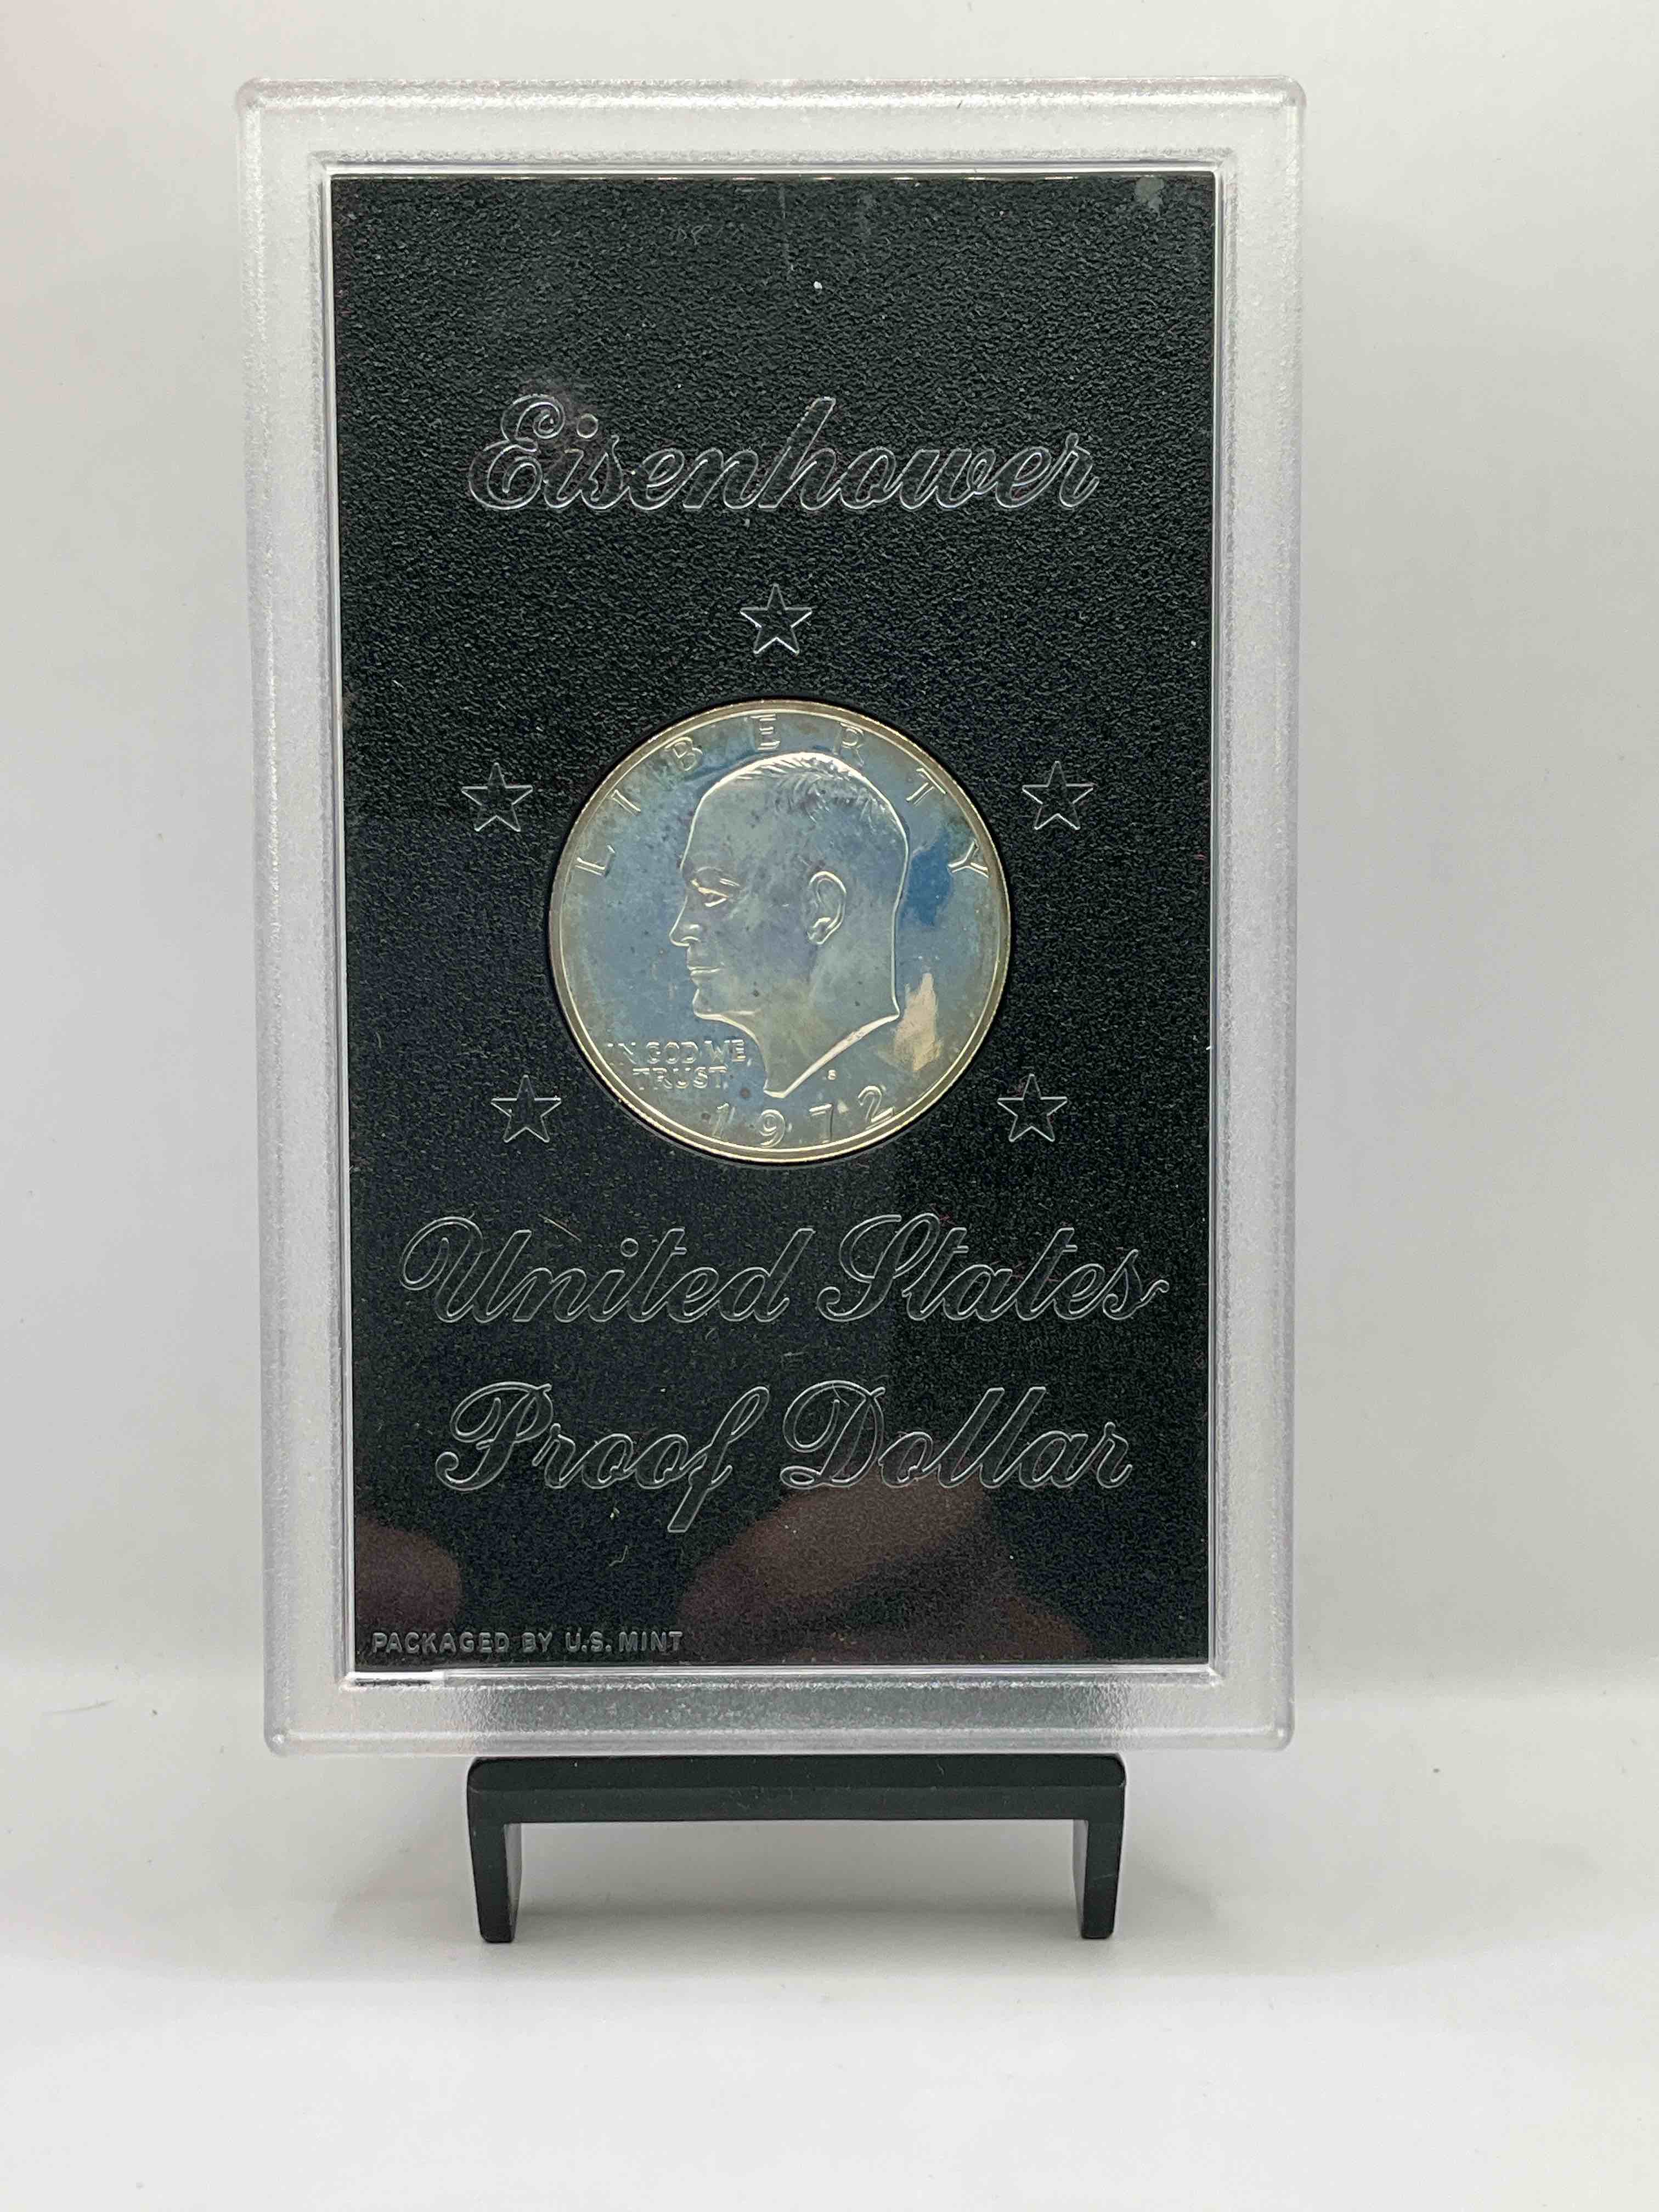 Eisenhower
LIBERTY
IN GOD WE
TRUST
S
1972
United States
Proof Dollar
PACKAGED BY U.S. MINT